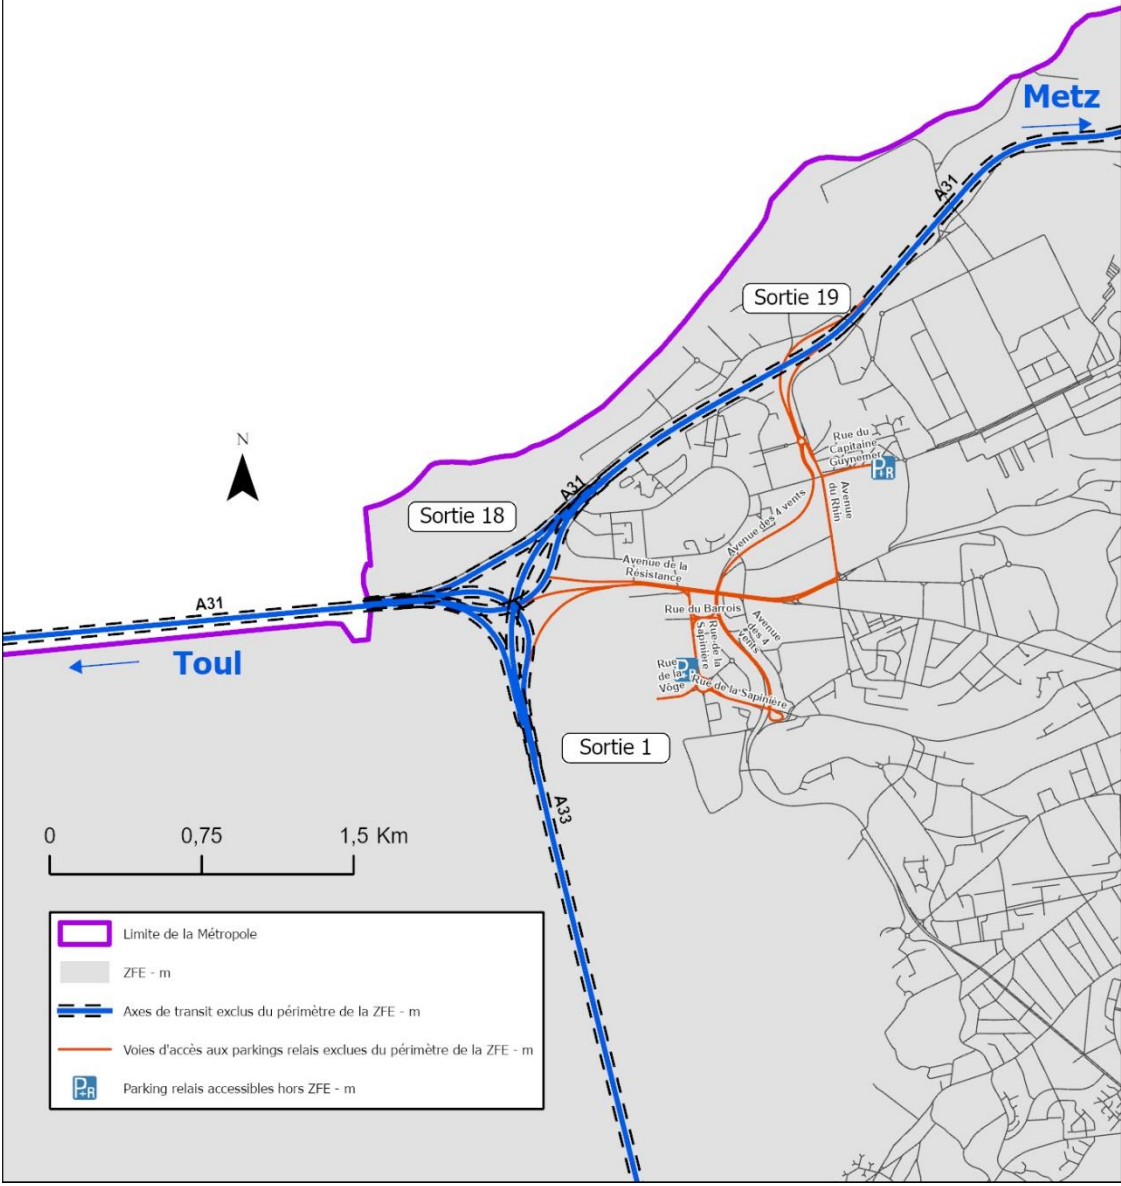 Metz
A31
Sortie 19
Rue du
Capitaine
Guynemer
P+R
N
A31
Sortie 18
Avenue des 4 vents
Avenue
du Rhin
Avenue de la
Résistance
A31
Rue du Barrois
Avenue
des 4
vents
Rue de la
Sapinière
Toul
Rue
de la
Vôge
P+R
Rue de la Sapinière
Sortie 1
A33
0 0,75 1,5 Km
Limite de la Métropole
ZFE - m
Axes de transit exclus du périmètre de la ZFE - m
Voies d'accès aux parkings relais exclues du périmètre de la ZFE - m
P+R Parking relais accessibles hors ZFE - m